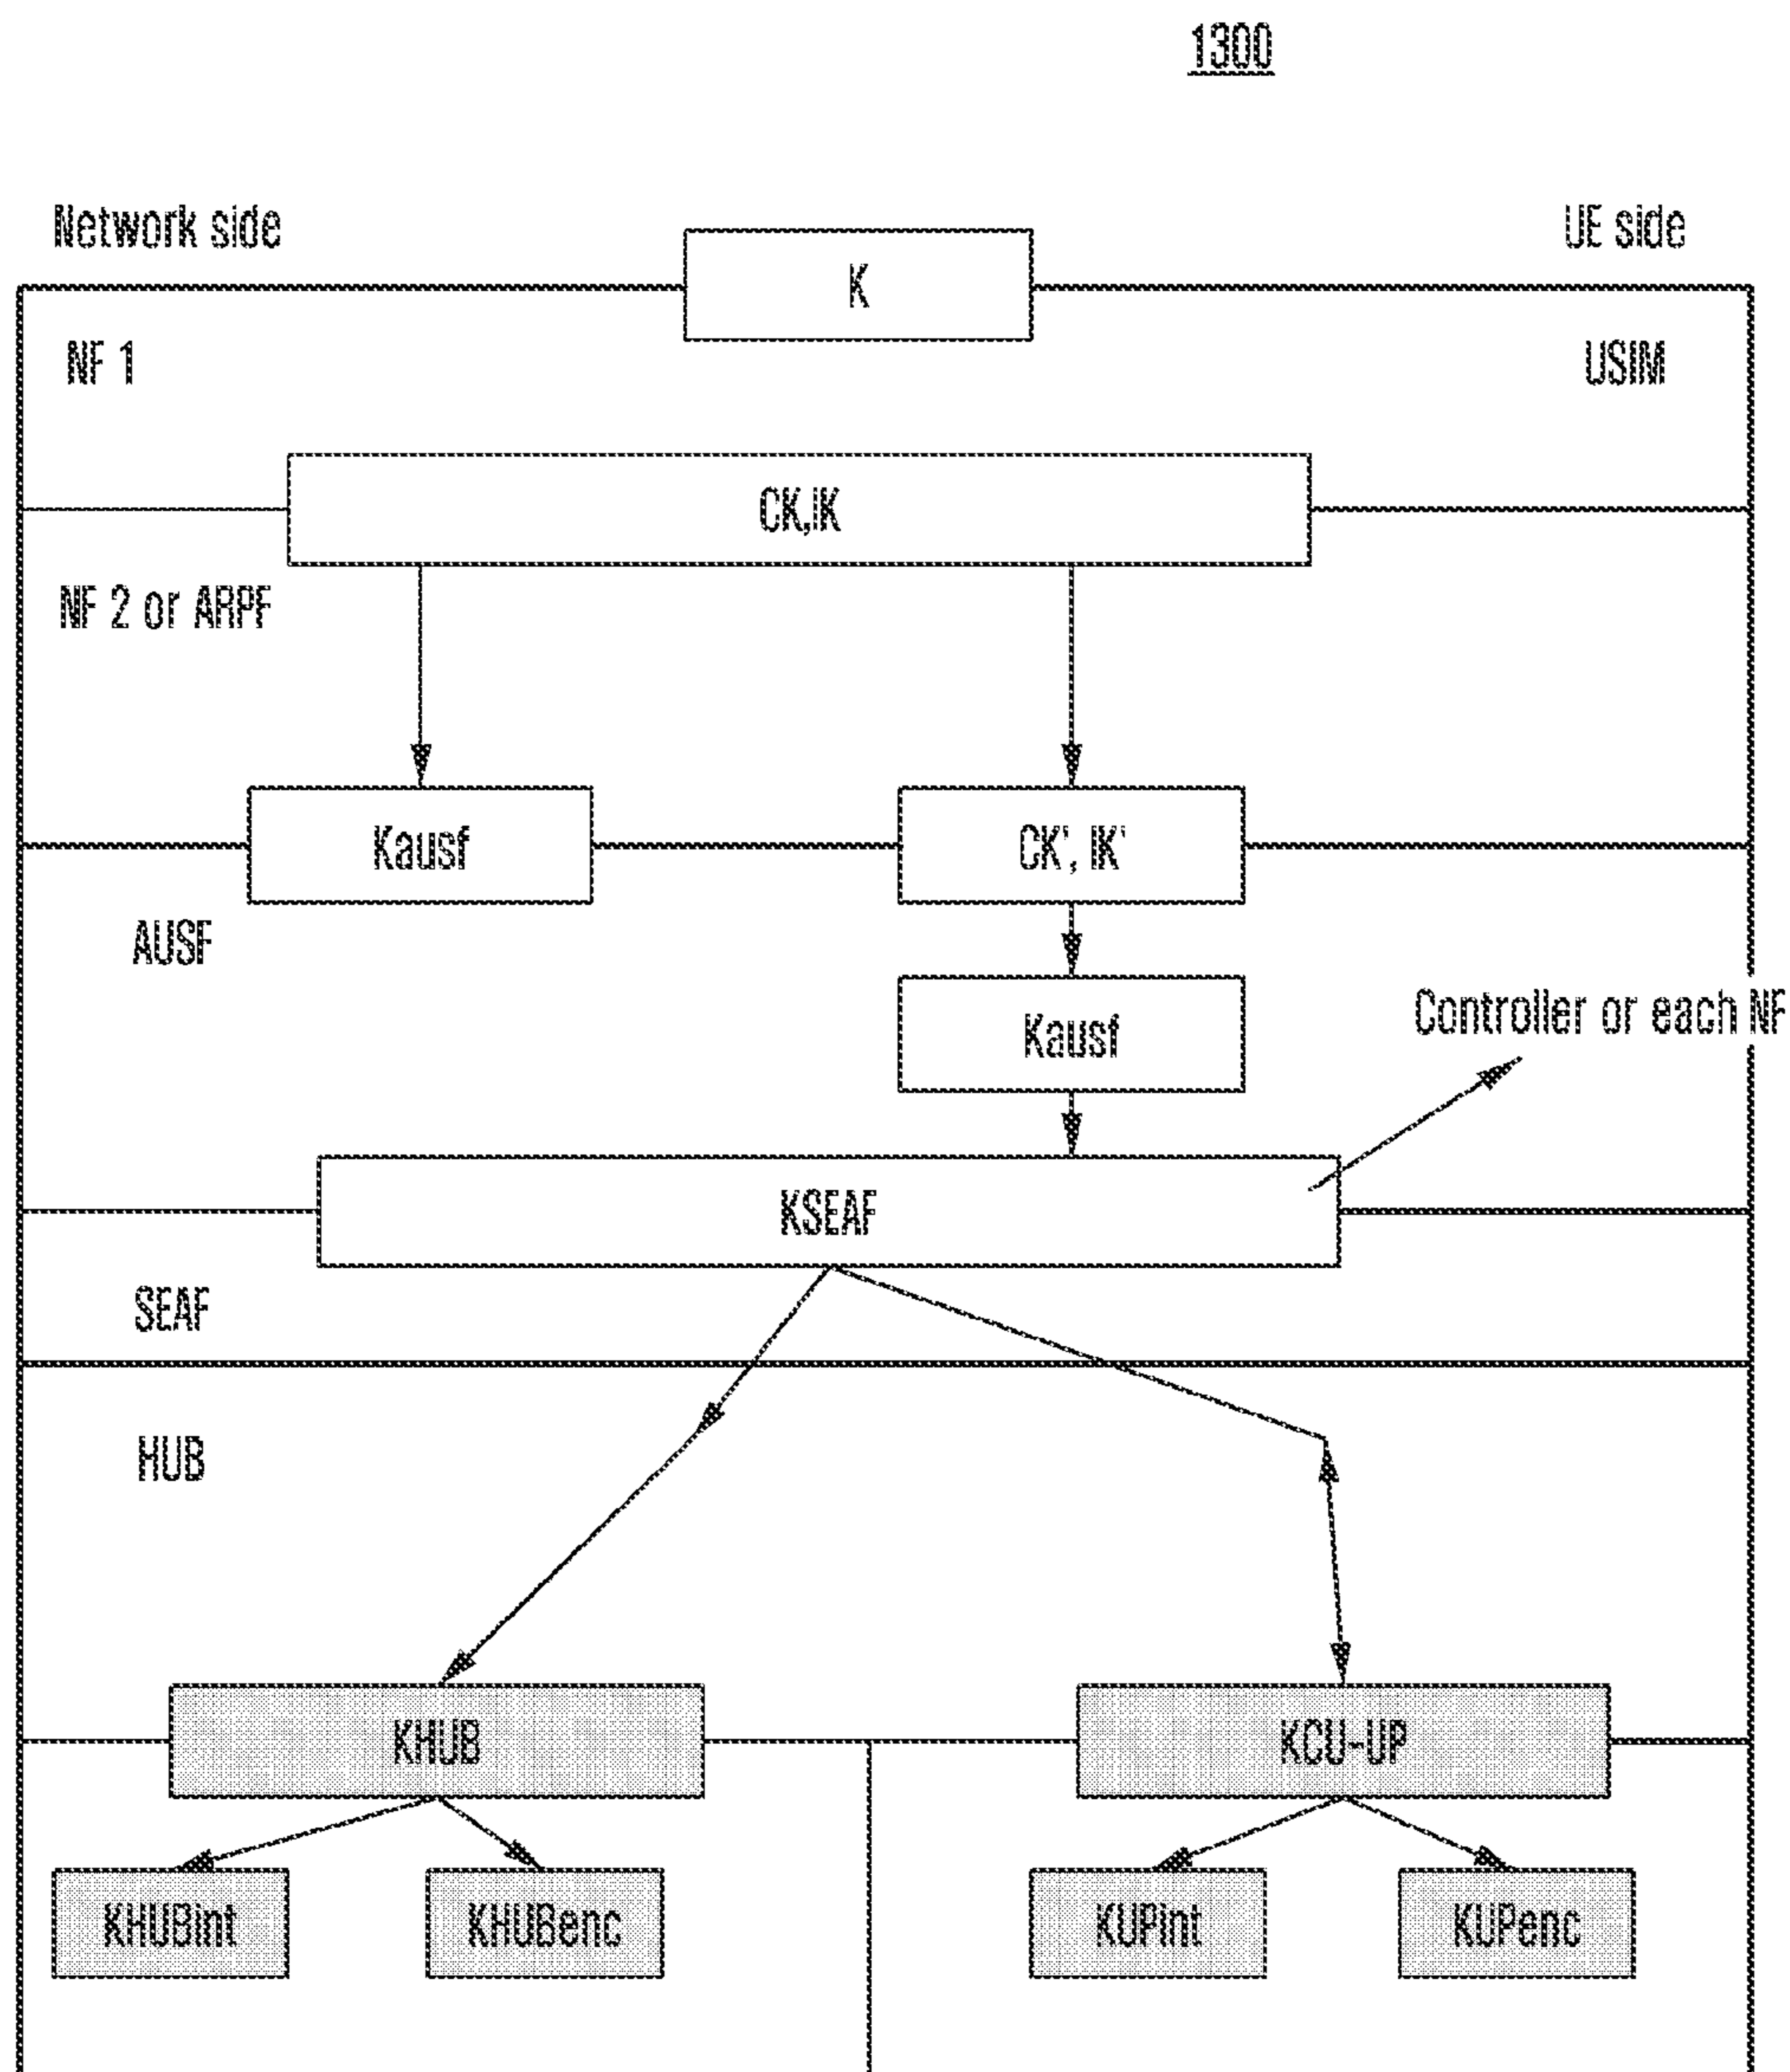 1300
Network side
UE side
K
NF 1
USIM
CK,IK
NF 2 or ARPF
Kausf
CK', IK'
AUSF
Kausf
Controller or each NF
KSEAF
SEAF
HUB
KHUB
KCU-UP
KHUBint
KHUBenc
KUPint
KUPenc